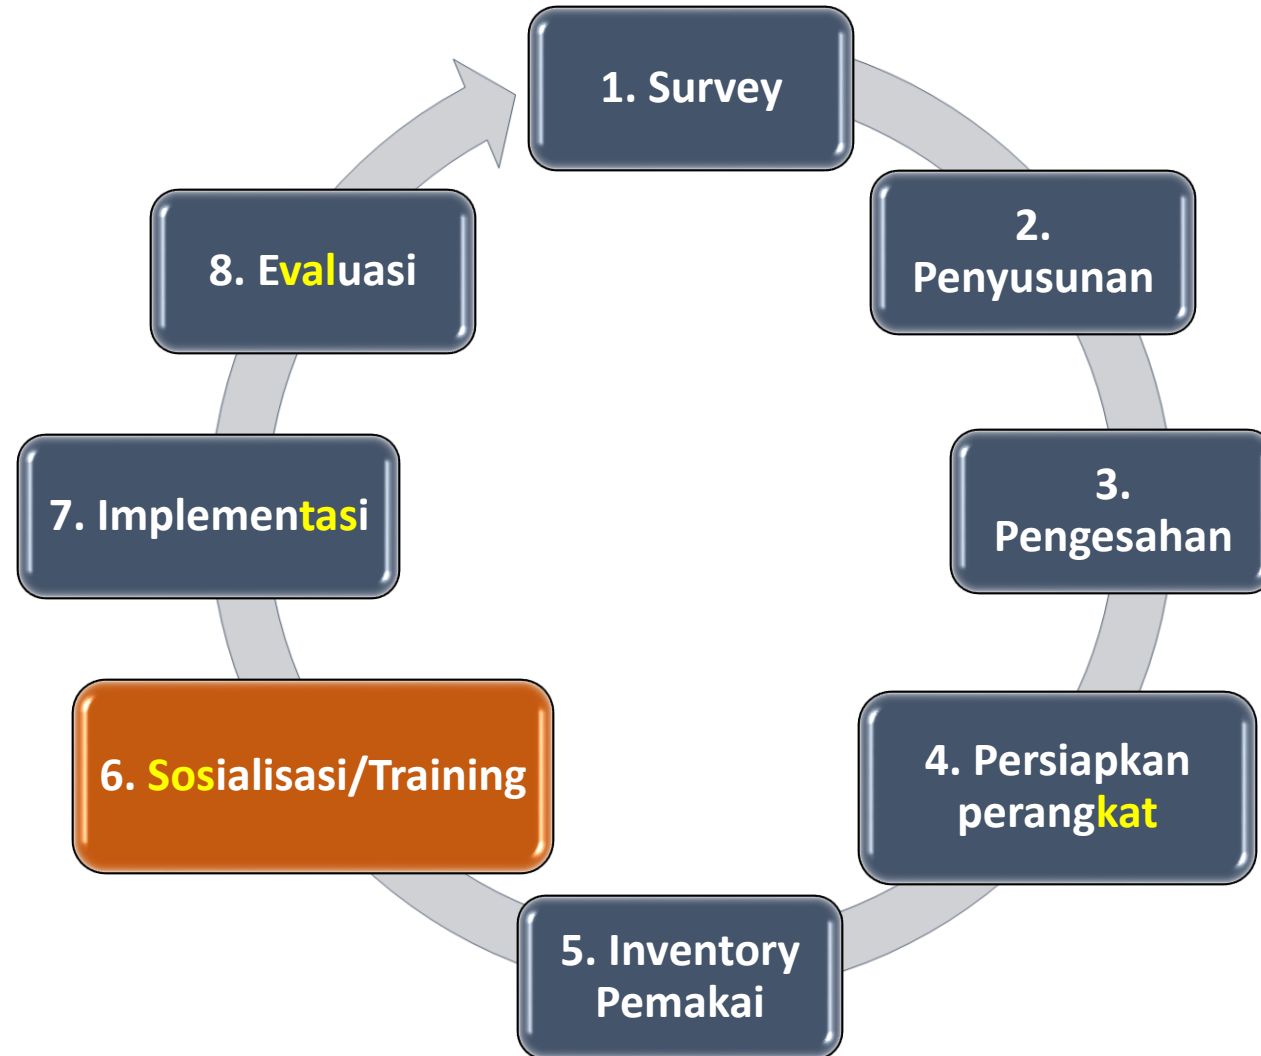 1. Survey
2.
Penyusunan
3.
Pengesahan
4. Persiapkan
perangkat
5. Inventory
Pemakai
6. Sosialisasi/Training
7. Implementasi
8. Evaluasi